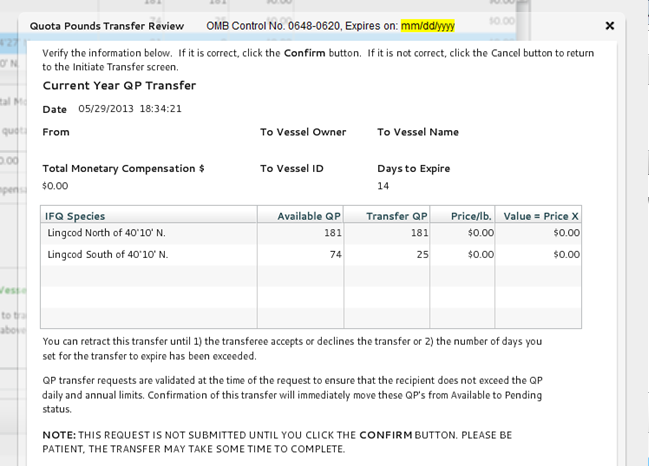 Quota Pounds Transfer Review OMB Control No. 0648-0620, Expires on: mm/dd/yyyy
Verify the information below. If it is correct, click the Confirm button. If it is not correct, click the Cancel button to return
to the Initiate Transfer screen.
Current Year QP Transfer
Date 05/29/2013 18:34:21
From To Vessel Owner To Vessel Name
Total Monetary Compensation $ To Vessel ID Days to Expire
$0.00 14
IFQ Species Available QP Transfer QP Price/lb. Value = Price X
Lingcod North of 40'10' N. 181 181 $0.00 $0.00
Lingcod South of 40'10' N. 74 25 $0.00 $0.00
You can retract this transfer until 1) the transferee accepts or declines the transfer or 2) the number of days you
set for the transfer to expire has been exceeded.
QP transfer requests are validated at the time of the request to ensure that the recipient does not exceed the QP
daily and annual limits. Confirmation of this transfer will immediately move these QP's from Available to Pending
status.
NOTE: THIS REQUEST IS NOT SUBMITTED UNTIL YOU CLICK THE CONFIRM BUTTON. PLEASE BE
PATIENT, THE TRANSFER MAY TAKE SOME TIME TO COMPLETE.